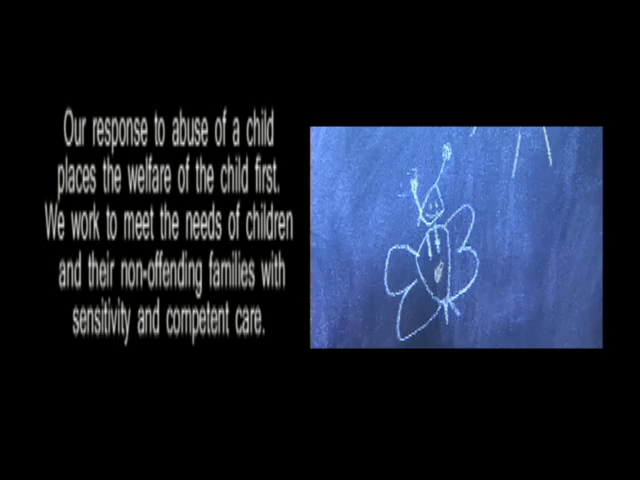 Our response to abuse of a child
places the welfare of the child first.
We work to meet the needs of children
and their non-offending families with
sensitivity and competent care.